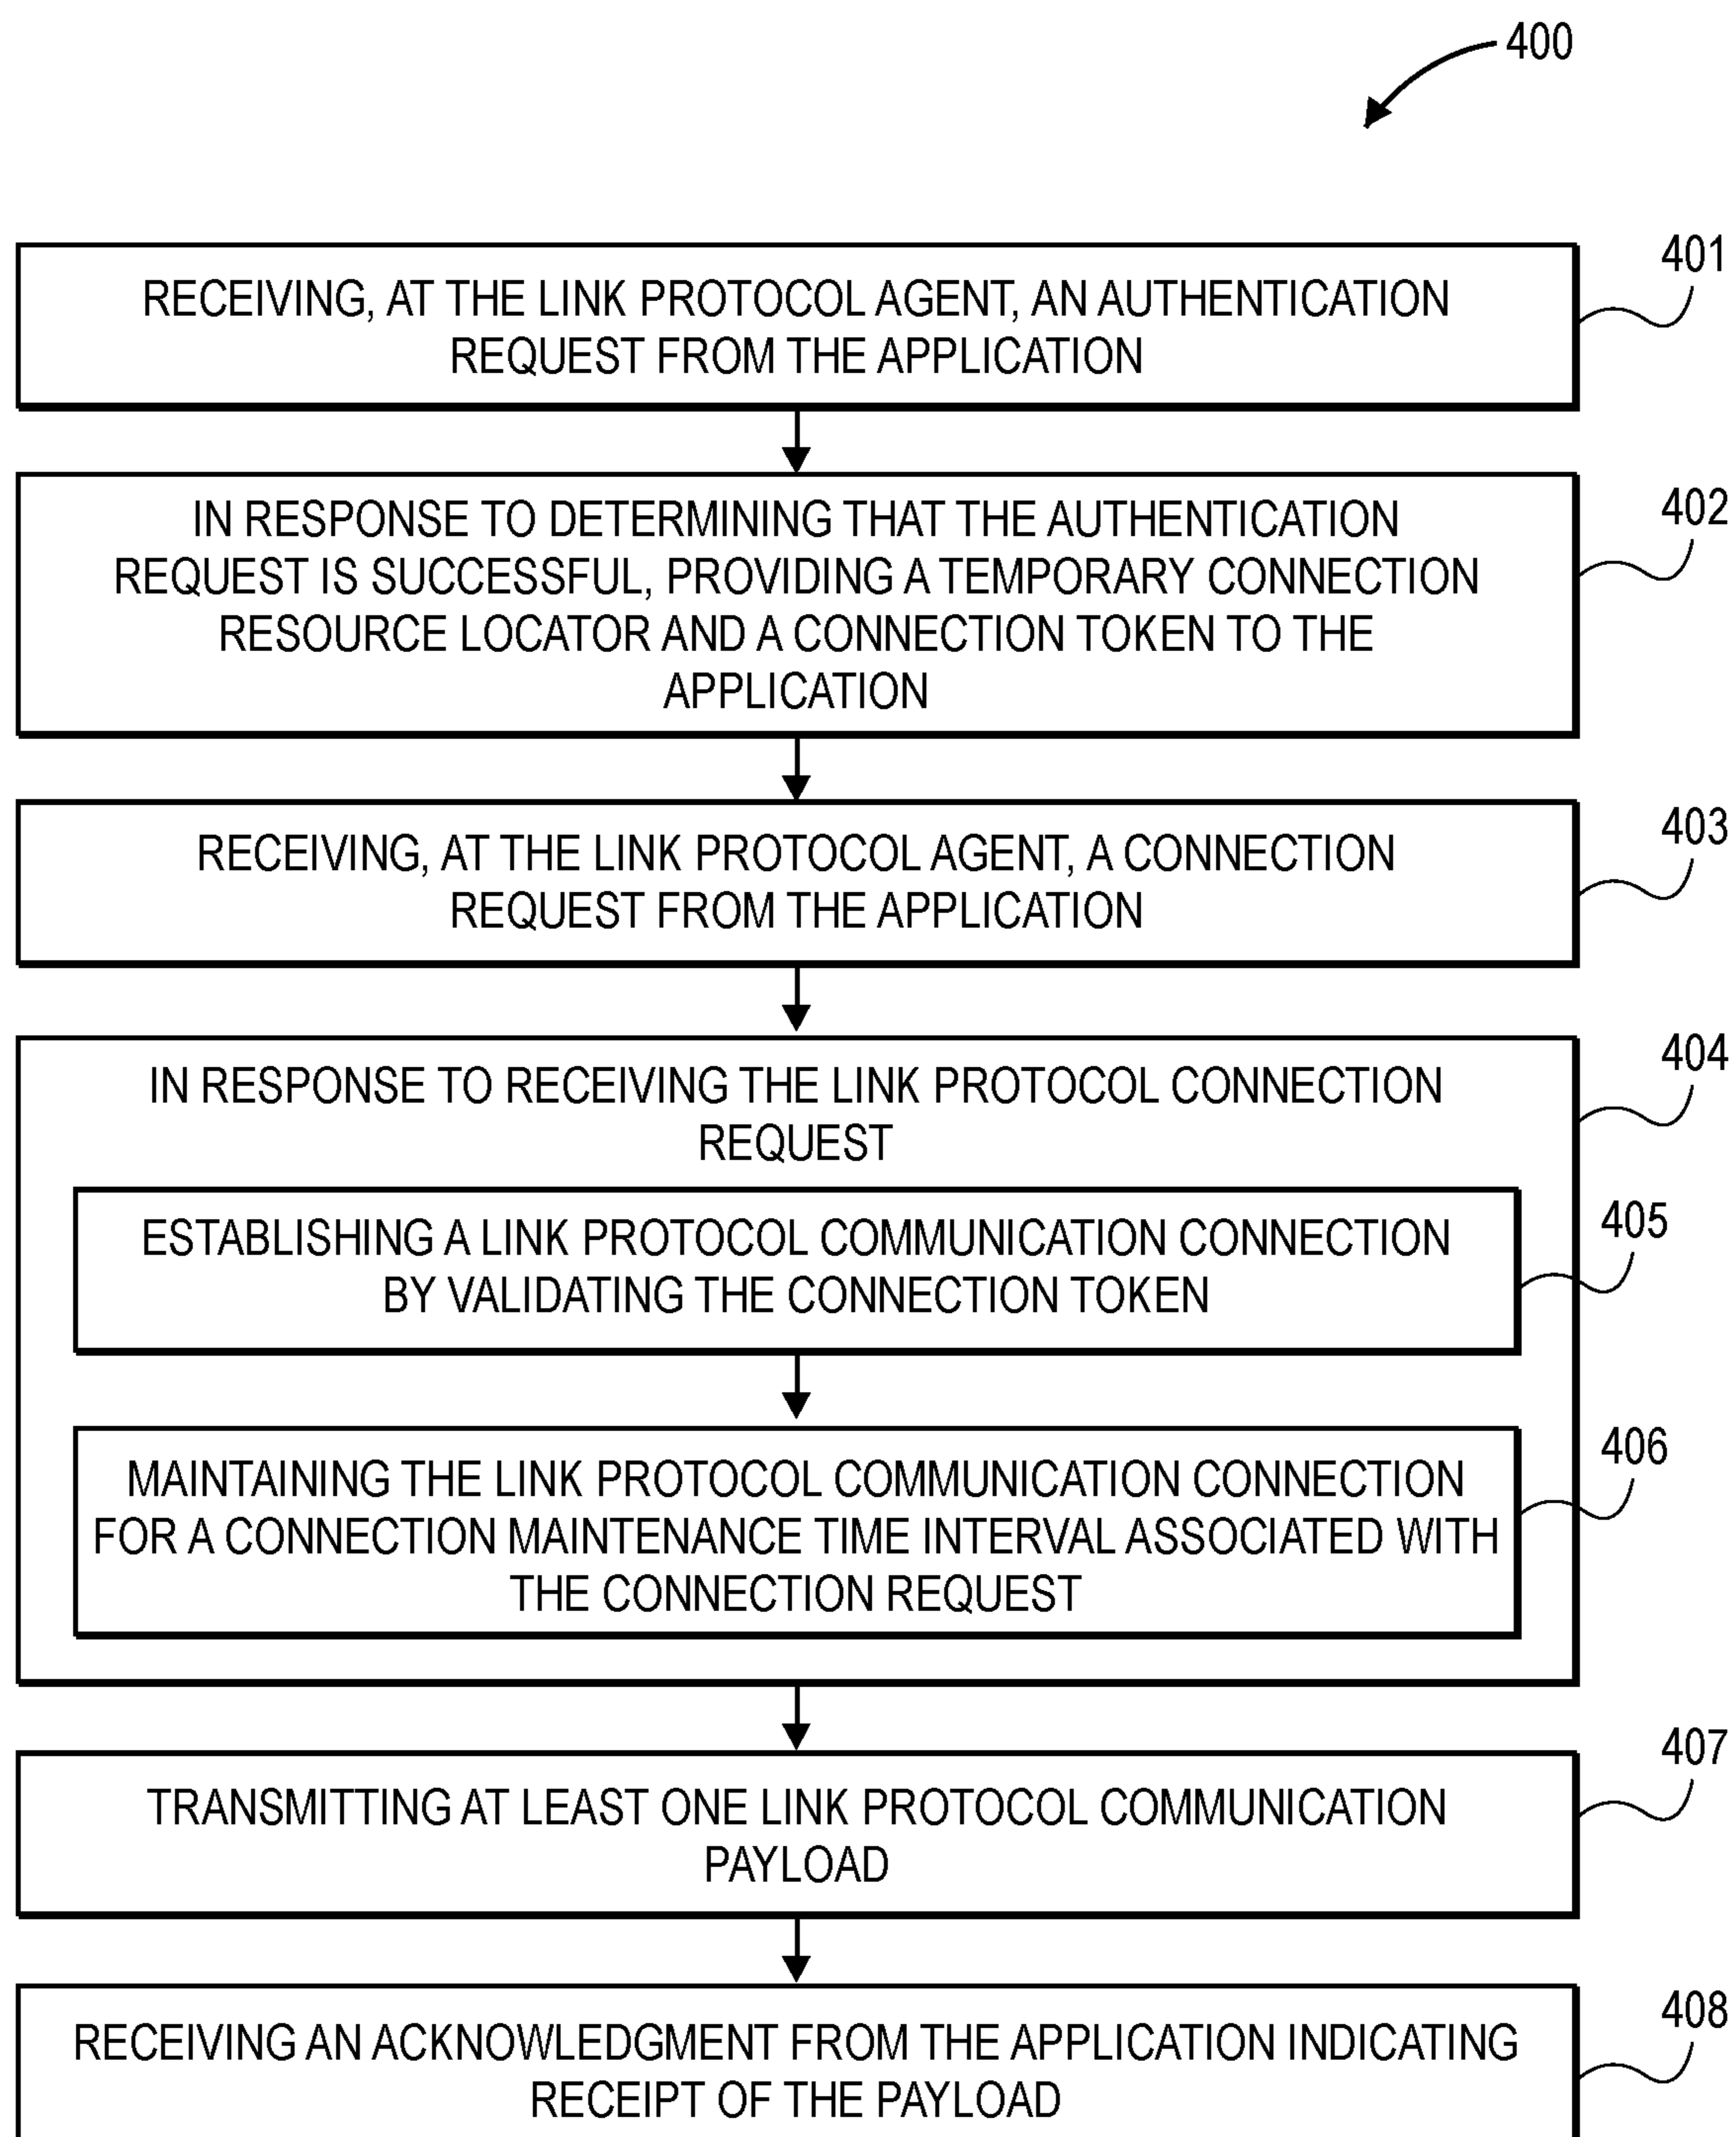 400
401
RECEIVING, AT THE LINK PROTOCOL AGENT, AN AUTHENTICATION
REQUEST FROM THE APPLICATION
402
IN RESPONSE TO DETERMINING THAT THE AUTHENTICATION
REQUEST IS SUCCESSFUL, PROVIDING A TEMPORARY CONNECTION
RESOURCE LOCATOR AND A CONNECTION TOKEN TO THE
APPLICATION
403
RECEIVING, AT THE LINK PROTOCOL AGENT, A CONNECTION
REQUEST FROM THE APPLICATION
404
IN RESPONSE TO RECEIVING THE LINK PROTOCOL CONNECTION
REQUEST
405
ESTABLISHING A LINK PROTOCOL COMMUNICATION CONNECTION
BY VALIDATING THE CONNECTION TOKEN
406
MAINTAINING THE LINK PROTOCOL COMMUNICATION CONNECTION
FOR A CONNECTION MAINTENANCE TIME INTERVAL ASSOCIATED WITH
THE CONNECTION REQUEST
407
TRANSMITTING AT LEAST ONE LINK PROTOCOL COMMUNICATION
PAYLOAD
408
RECEIVING AN ACKNOWLEDGMENT FROM THE APPLICATION INDICATING
RECEIPT OF THE PAYLOAD